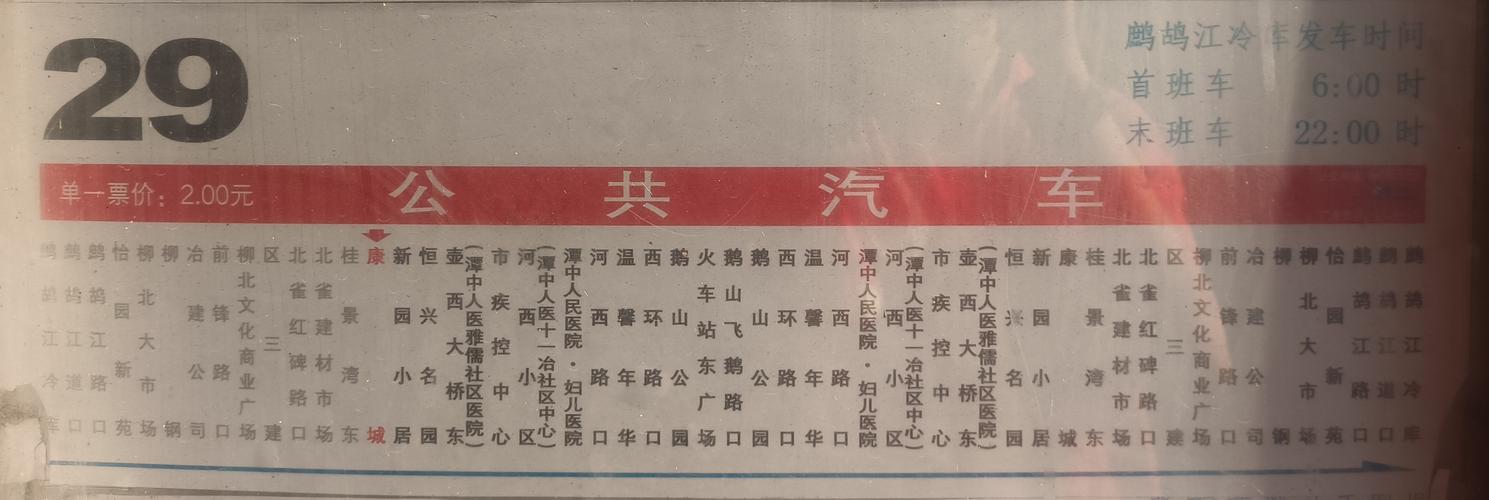 29
鹧鸪江冷库发车时间
首班车 6:00 时
末班车 22:00 时
单一票价：2.00元
公共汽车
鹧鸪江冷库
鹧鸪江道口
鹧鸪江路口
怡园新苑
柳北大市场
柳钢
冶建公司
前锋路口
柳北文化商业广场
区三建
北雀红碑路口
北雀建材市场
桂景湾东
康城
新园小居
恒兴名园
壶西大桥东
(潭中人医雅儒社区医院)
市疾控中心
河西小区
(潭中人医十一冶社区中心)
潭中人民医院·妇儿医院
河西路口
温馨年华
西环路口
鹅山公园
火车站东广场
鹅山飞鹅路口
鹅山公园
西环路口
温馨年华
河西路口
潭中人民医院·妇儿医院
河西小区
(潭中人医十一冶社区中心)
市疾控中心
壶西大桥东
(潭中人医雅儒社区医院)
恒兴名园
新园小居
康城
桂景湾东
北雀建材市场
北雀红碑路口
区三建
柳北文化商业广场
前锋路口
冶建公司
柳钢
柳北大市场
怡园新苑
鹧鸪江路口
鹧鸪江道口
鹧鸪江冷库